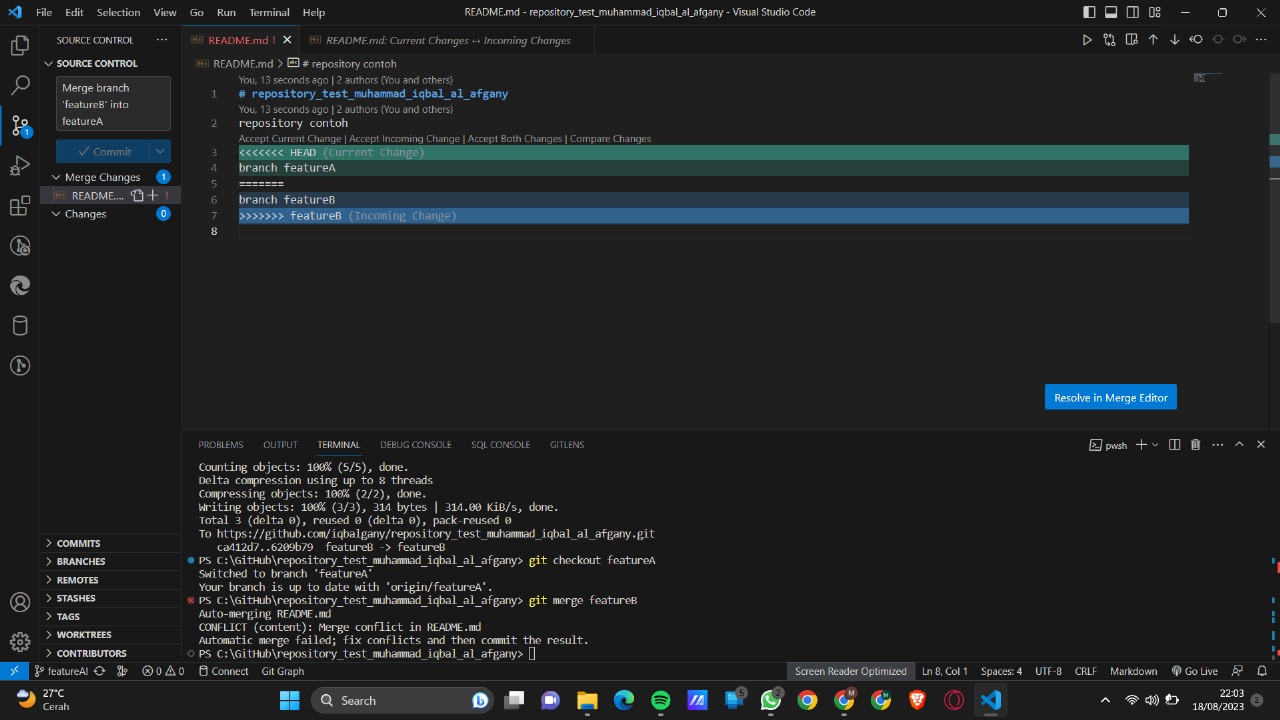 File Edit Selection View Go Run Terminal Help
README.md - repository_test_muhammad_iqbal_al_afgany - Visual Studio Code
SOURCE CONTROL
SOURCE CONTROL
Merge branch
'featureB' into
featureA
Commit
Merge Changes 1
README.... !
Changes 0
COMMITS
BRANCHES
REMOTES
STASHES
TAGS
WORKTREES
CONTRIBUTORS
README.md ! README.md: Current Changes ↔ Incoming Changes
README.md > # repository contoh
You, 13 seconds ago | 2 authors (You and others)
1 # repository_test_muhammad_iqbal_al_afgany
You, 13 seconds ago | 2 authors (You and others)
2 repository contoh
Accept Current Change | Accept Incoming Change | Accept Both Changes | Compare Changes
3 <<<<<<< HEAD (Current Change)
4 branch featureA
5 =======
6 branch featureB
7 >>>>>>> featureB (Incoming Change)
8
Resolve in Merge Editor
PROBLEMS OUTPUT TERMINAL DEBUG CONSOLE SQL CONSOLE GITLENS
pwsh
Counting objects: 100% (5/5), done.
Delta compression using up to 8 threads
Compressing objects: 100% (2/2), done.
Writing objects: 100% (3/3), 314 bytes | 314.00 KiB/s, done.
Total 3 (delta 0), reused 0 (delta 0), pack-reused 0
To https://github.com/iqbalgany/repository_test_muhammad_iqbal_al_afgany.git
ca412d7..6209b79 featureB -> featureB
PS C:\GitHub\repository_test_muhammad_iqbal_al_afgany> git checkout featureA
Switched to branch 'featureA'
Your branch is up to date with 'origin/featureA'.
PS C:\GitHub\repository_test_muhammad_iqbal_al_afgany> git merge featureB
Auto-merging README.md
CONFLICT (content): Merge conflict in README.md
Automatic merge failed; fix conflicts and then commit the result.
PS C:\GitHub\repository_test_muhammad_iqbal_al_afgany>
featureA! 0 0 Connect Git Graph
Screen Reader Optimized Ln 8, Col 1 Spaces: 4 UTF-8 CRLF Markdown Go Live
27°C
Cerah
Search
5
2
M
M
22:03
18/08/2023
2